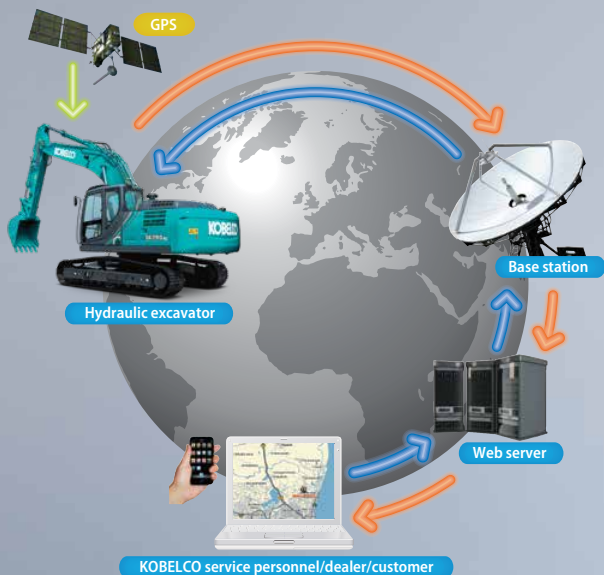 GPS
KOBELCO
KOBELCO
Base station
Hydraulic excavator
Web server
KOBELCO service personnel/dealer/customer